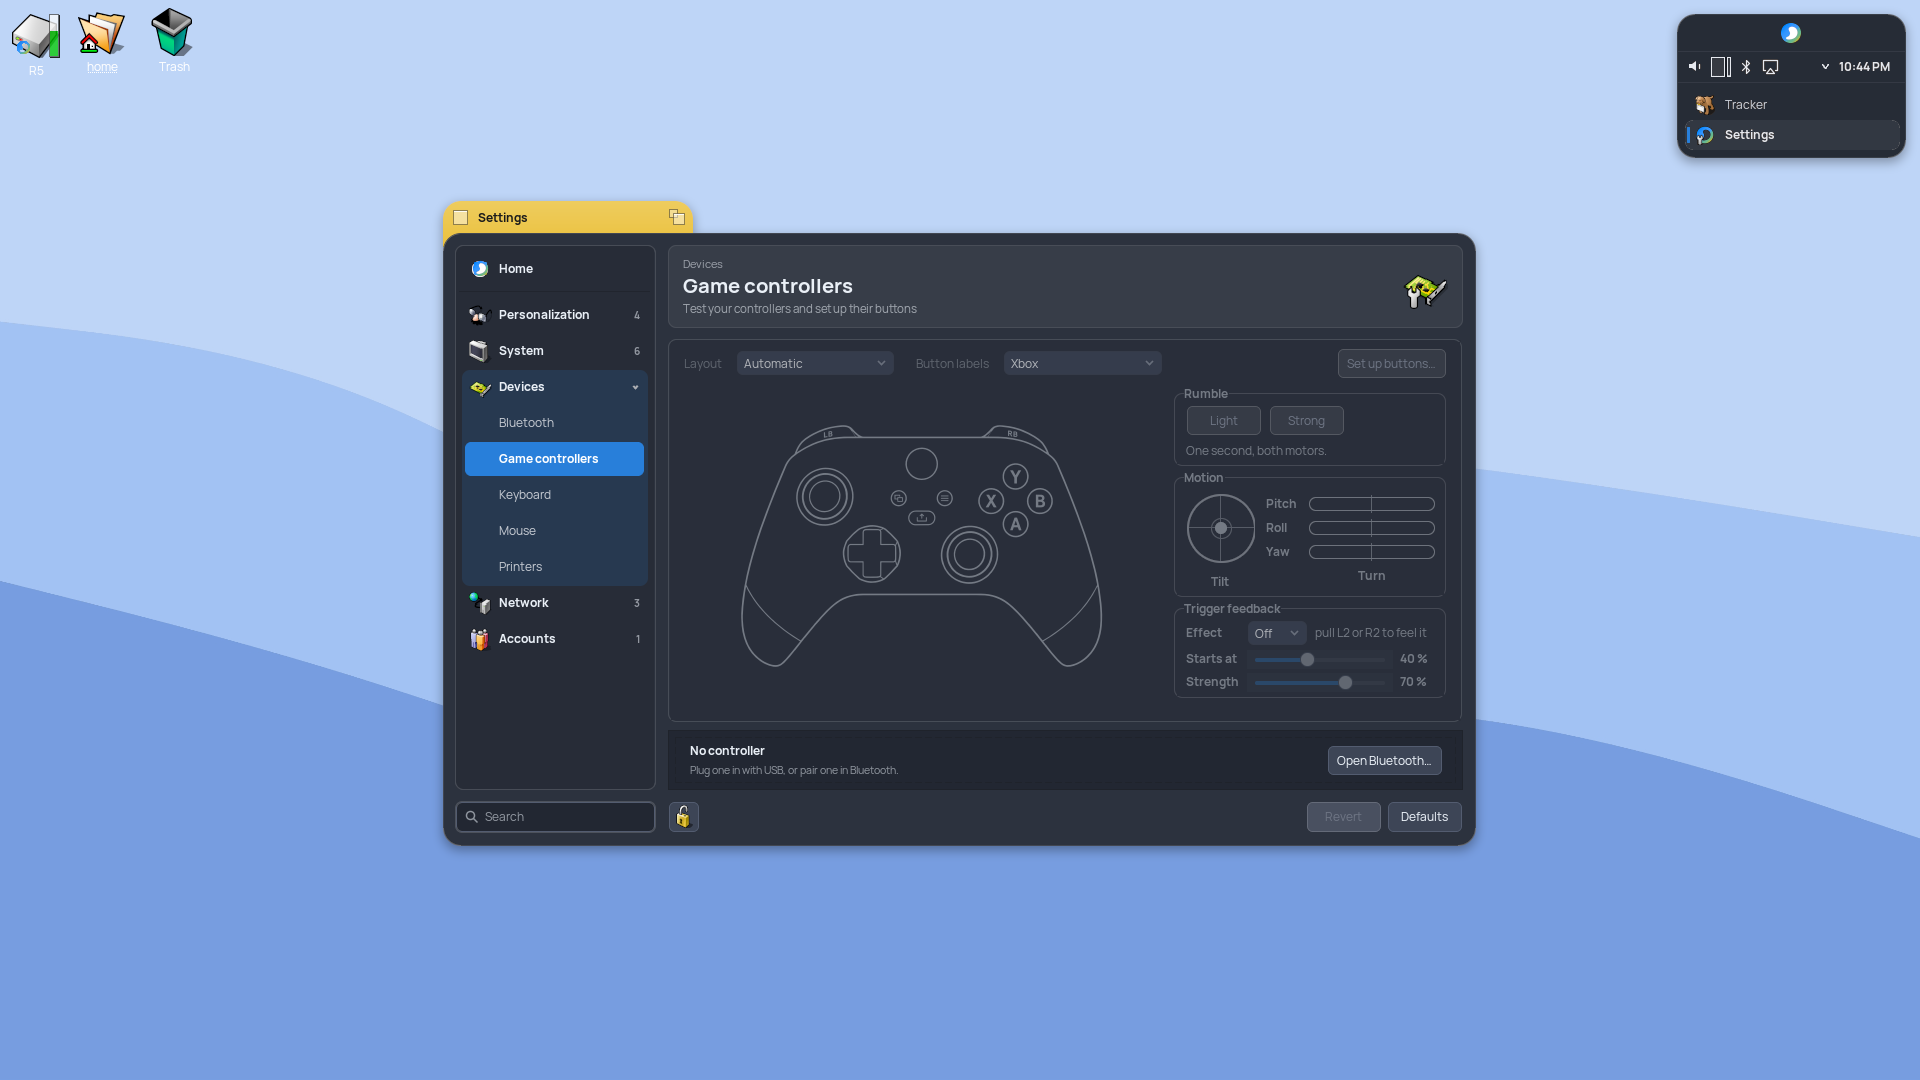 R5
home
Trash
10:44 PM
Tracker
Settings
Settings
Home
Personalization 4
System 6
Devices
Bluetooth
Game controllers
Keyboard
Mouse
Printers
Network 3
Accounts 1
Search
Devices
Game controllers
Test your controllers and set up their buttons
Layout Automatic Button labels Xbox Set up buttons...
LB RB
Y
X B
A
Rumble
Light Strong
One second, both motors.
Motion
Pitch
Roll
Yaw
Tilt Turn
Trigger feedback
Effect Off pull L2 or R2 to feel it
Starts at 40 %
Strength 70 %
No controller
Plug one in with USB, or pair one in Bluetooth.
Open Bluetooth...
Revert Defaults